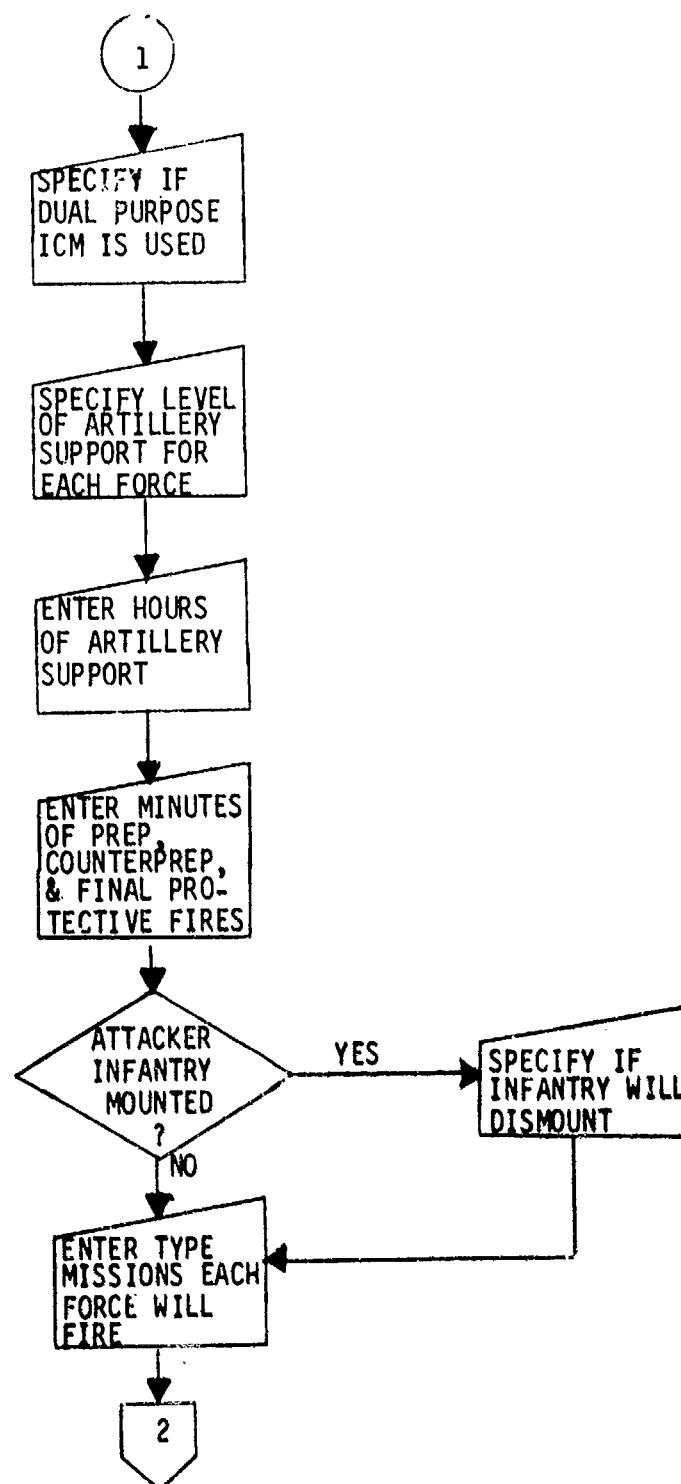 1
SPECIFY IF
DUAL PURPOSE
ICM IS USED
SPECIFY LEVEL
OF ARTILLERY
SUPPORT FOR
EACH FORCE
ENTER HOURS
OF ARTILLERY
SUPPORT
ENTER MINUTES
OF PREP,
COUNTERPREP,
& FINAL PRO-
TECTIVE FIRES
ATTACKER
INFANTRY
MOUNTED
?
YES
SPECIFY IF
INFANTRY WILL
DISMOUNT
NO
ENTER TYPE
MISSIONS EACH
FORCE WILL
FIRE
2